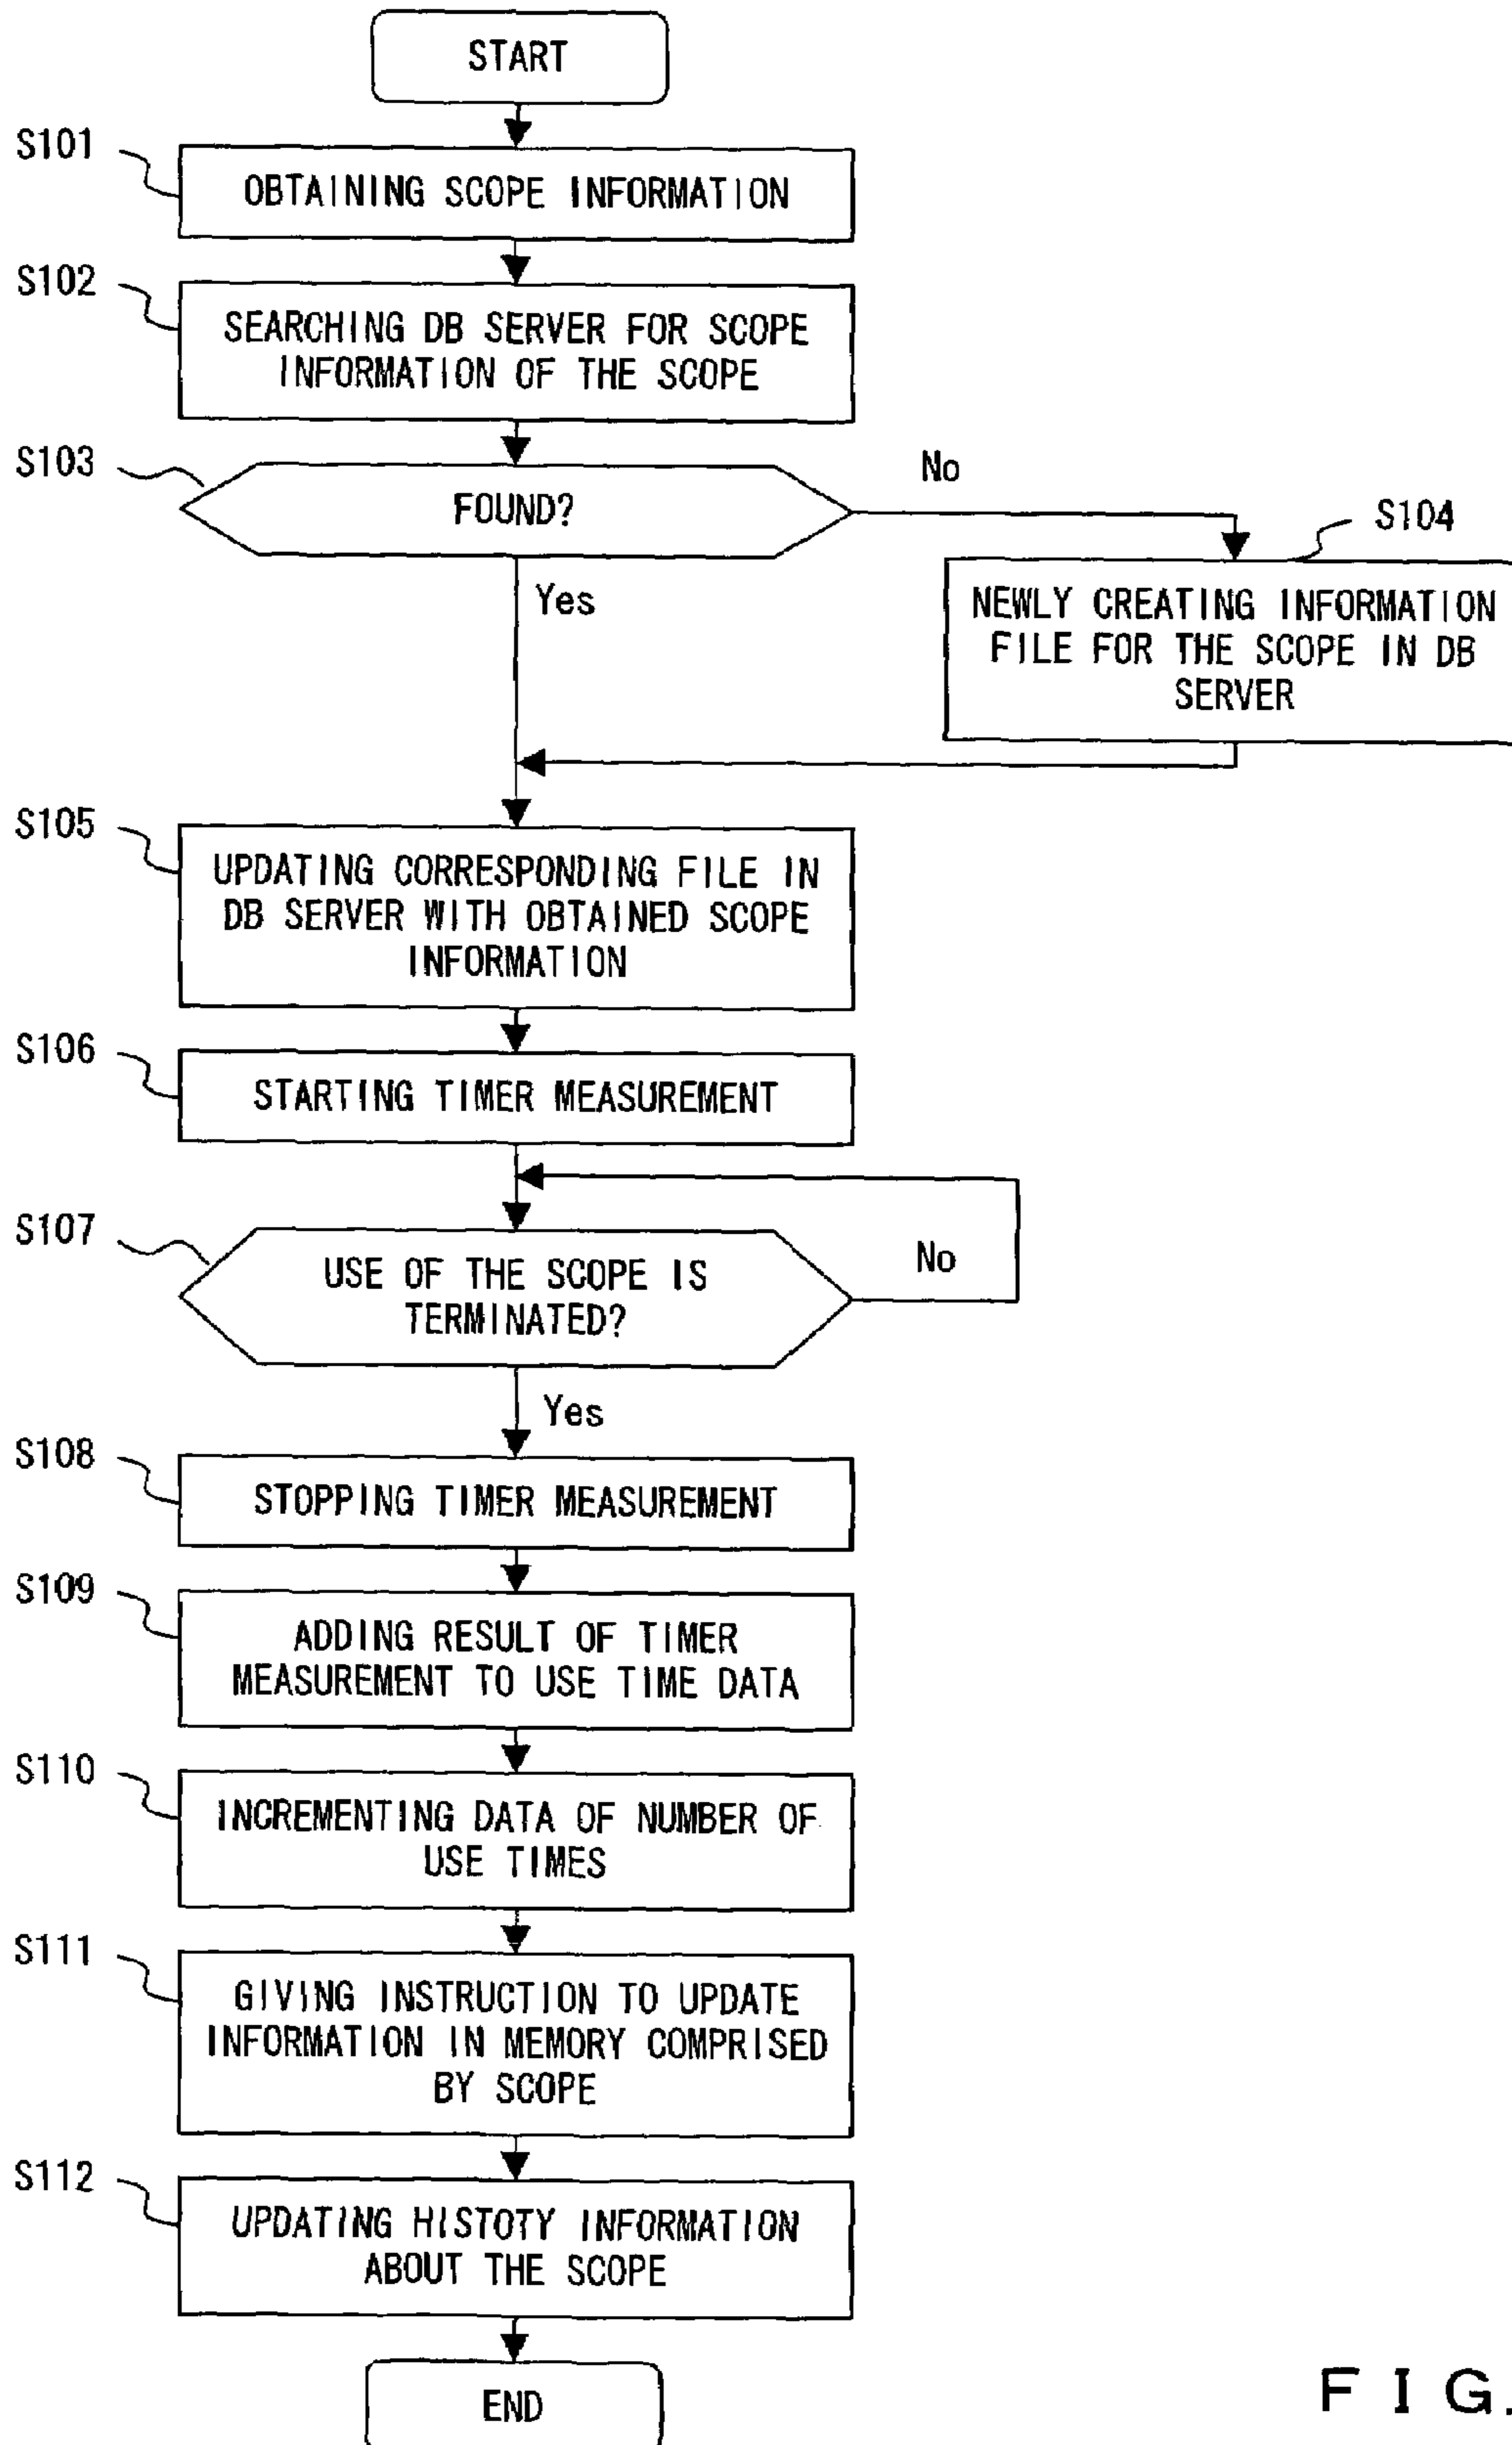 START
S101
OBTAINING SCOPE INFORMATION
S102
SEARCHING DB SERVER FOR SCOPE
INFORMATION OF THE SCOPE
S103
FOUND?
No
Yes
S104
NEWLY CREATING INFORMATION
FILE FOR THE SCOPE IN DB
SERVER
S105
UPDATING CORRESPONDING FILE IN
DB SERVER WITH OBTAINED SCOPE
INFORMATION
S106
STARTING TIMER MEASUREMENT
S107
USE OF THE SCOPE IS
TERMINATED?
No
Yes
S108
STOPPING TIMER MEASUREMENT
S109
ADDING RESULT OF TIMER
MEASUREMENT TO USE TIME DATA
S110
INCREMENTING DATA OF NUMBER OF
USE TIMES
S111
GIVING INSTRUCTION TO UPDATE
INFORMATION IN MEMORY COMPRISED
BY SCOPE
S112
UPDATING HISTOTY INFORMATION
ABOUT THE SCOPE
END
FIG.